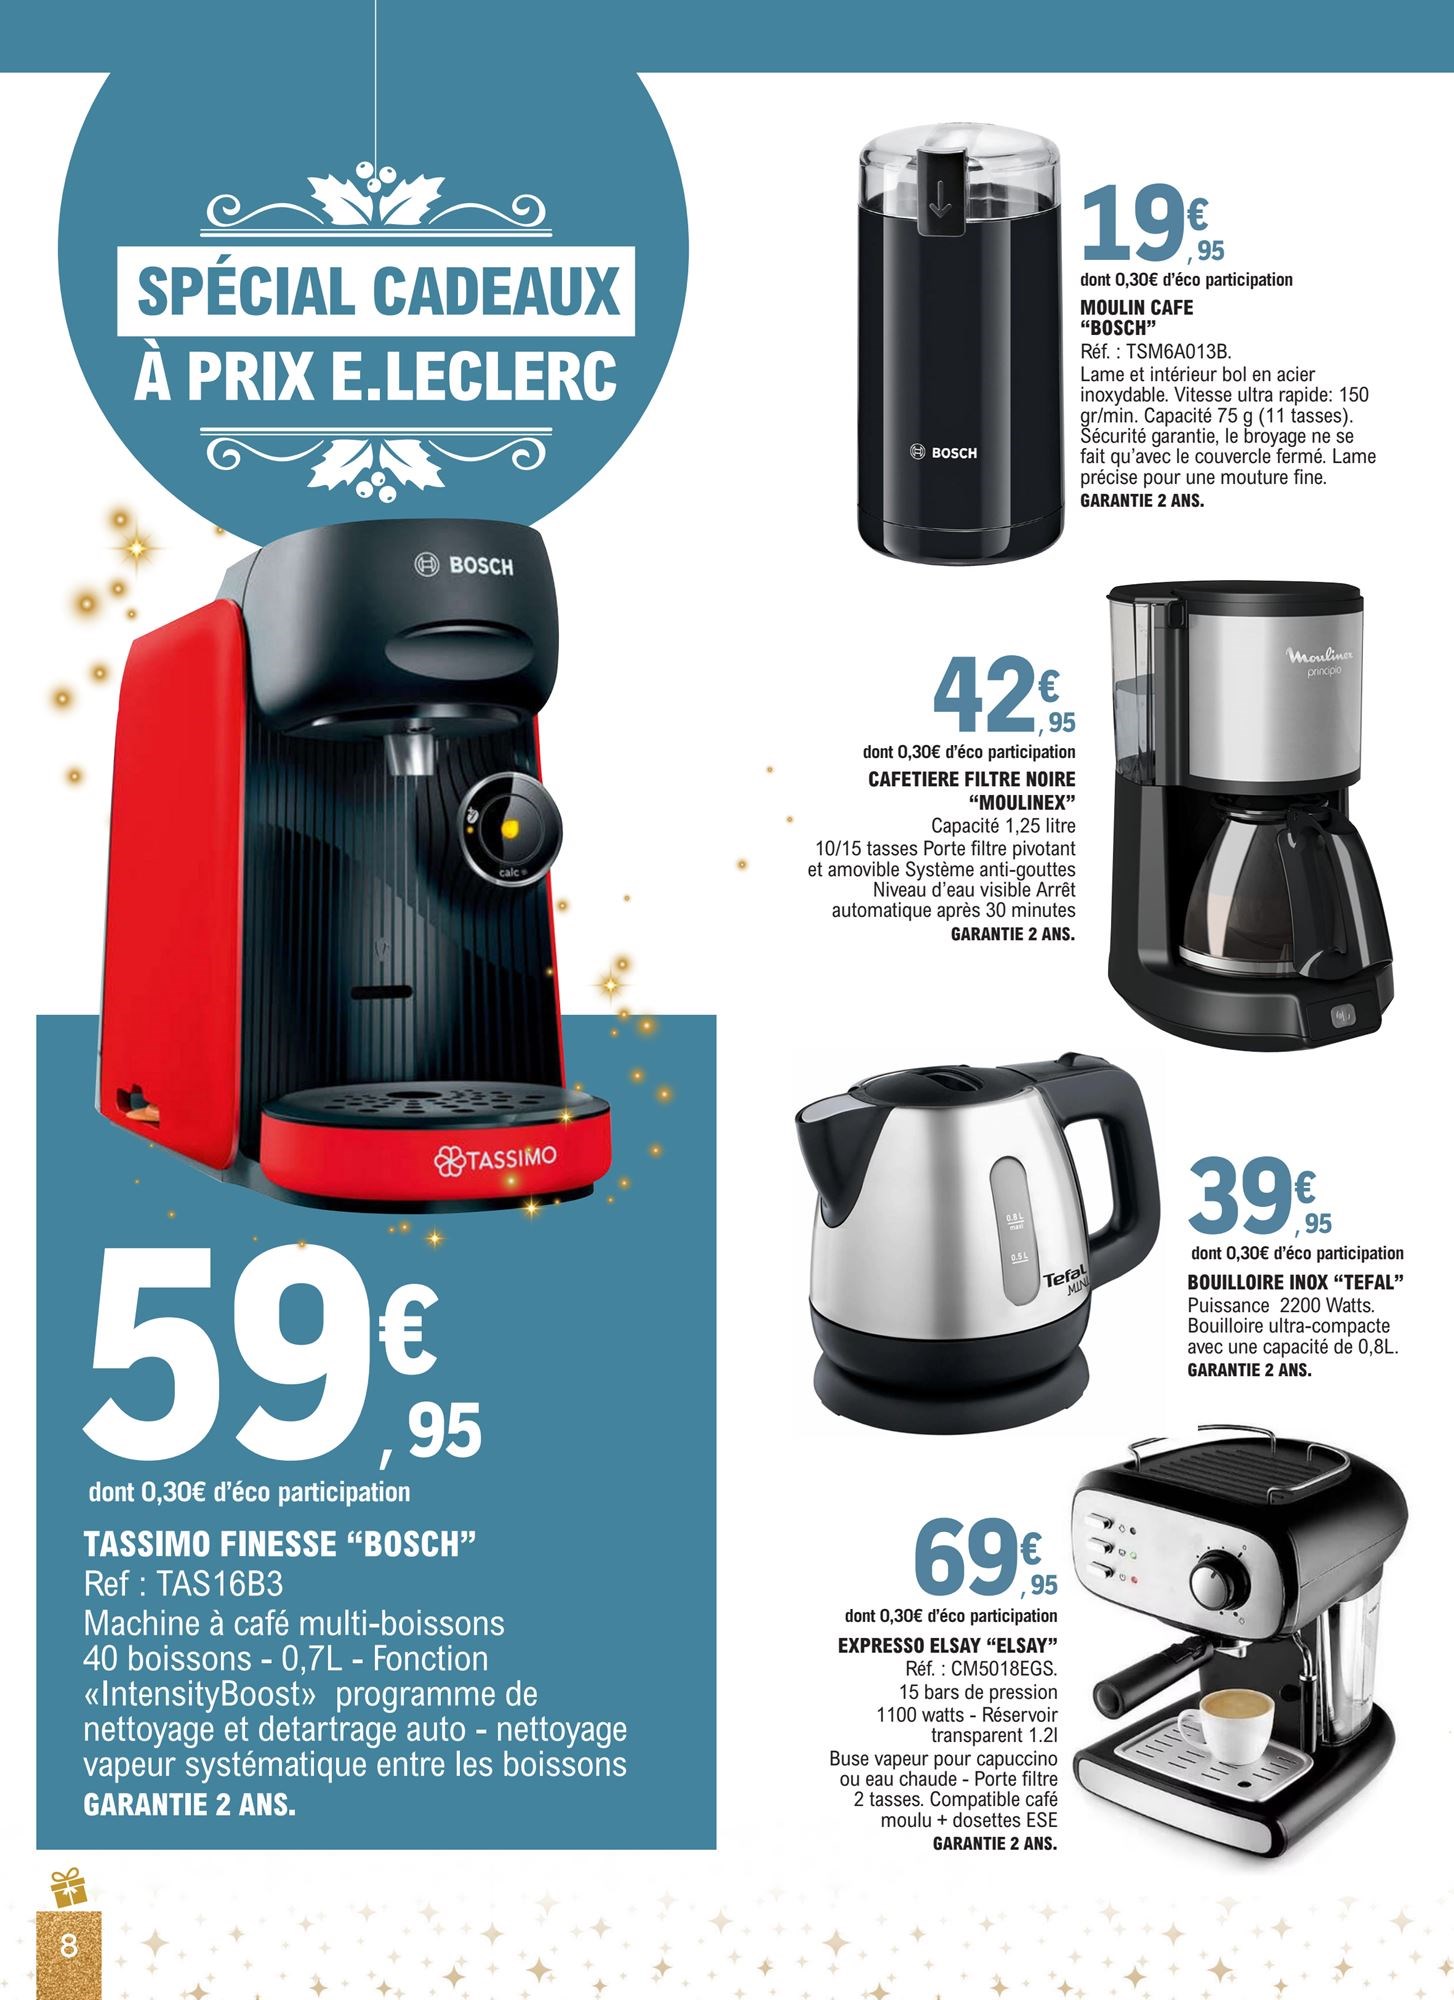 SPÉCIAL CADEAUX
À PRIX E.LECLERC
BOSCH
calc
TASSIMO
59€,95
dont 0,30€ d'éco participation
TASSIMO FINESSE “BOSCH”
Ref : TAS16B3
Machine à café multi-boissons
40 boissons - 0,7L - Fonction
«IntensityBoost» programme de
nettoyage et detartrage auto - nettoyage
vapeur systématique entre les boissons
GARANTIE 2 ANS.
BOSCH
19€,95
dont 0,30€ d'éco participation
MOULIN CAFE
“BOSCH”
Réf. : TSM6A013B.
Lame et intérieur bol en acier
inoxydable. Vitesse ultra rapide: 150
gr/min. Capacité 75 g (11 tasses).
Sécurité garantie, le broyage ne se
fait qu'avec le couvercle fermé. Lame
précise pour une mouture fine.
GARANTIE 2 ANS.
Moulinex
principio
42€,95
dont 0,30€ d'éco participation
CAFETIERE FILTRE NOIRE
“MOULINEX”
Capacité 1,25 litre
10/15 tasses Porte filtre pivotant
et amovible Système anti-gouttes
Niveau d'eau visible Arrêt
automatique après 30 minutes
GARANTIE 2 ANS.
0.8 L
maxi
0.5 L
Tefal
MINI
39€,95
dont 0,30€ d'éco participation
BOUILLOIRE INOX “TEFAL”
Puissance 2200 Watts.
Bouilloire ultra-compacte
avec une capacité de 0,8L.
GARANTIE 2 ANS.
69€,95
dont 0,30€ d'éco participation
EXPRESSO ELSAY “ELSAY”
Réf. : CM5018EGS.
15 bars de pression
1100 watts - Réservoir
transparent 1.2l
Buse vapeur pour capuccino
ou eau chaude - Porte filtre
2 tasses. Compatible café
moulu + dosettes ESE
GARANTIE 2 ANS.
8